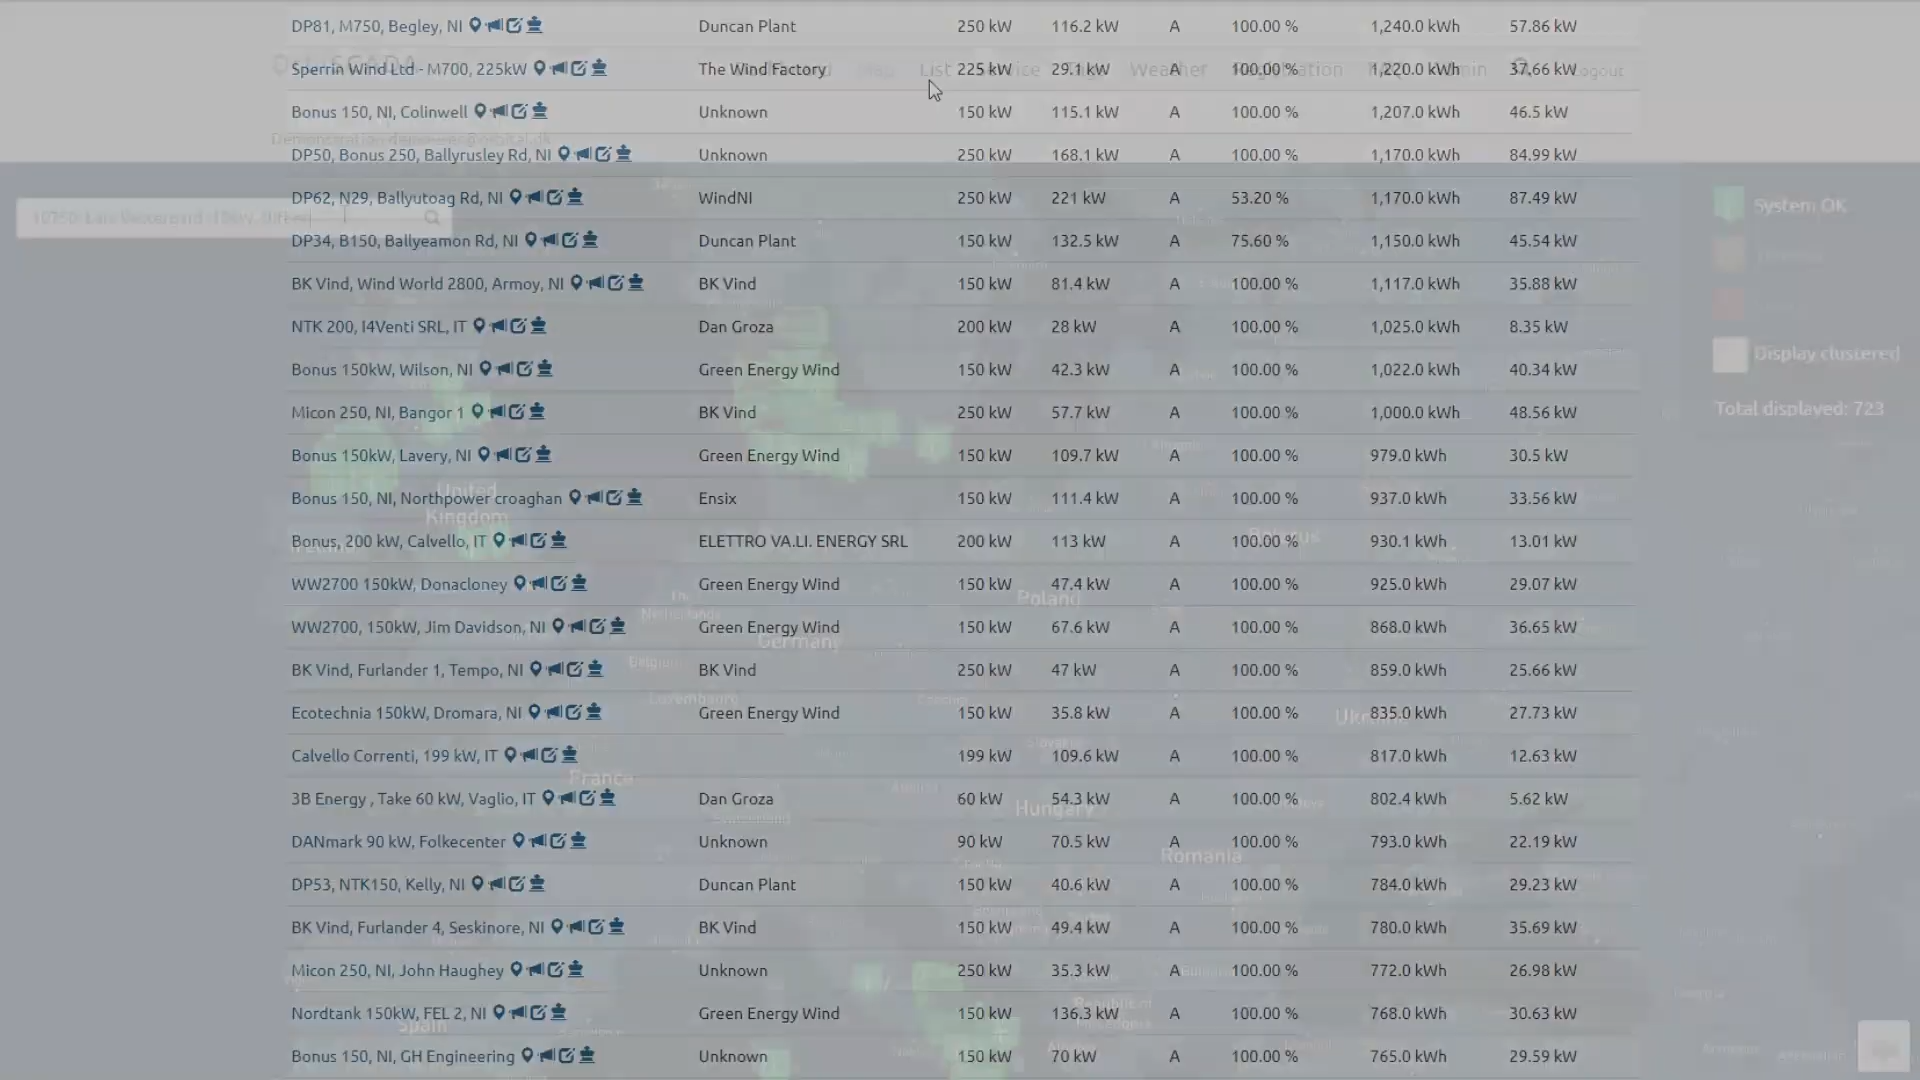 DP81, M750, Begley, NI Duncan Plant 250 kW 116.2 kW A 100.00 % 1,240.0 kWh 57.86 kW
Sperrin Wind Ltd - M700, 225kW The Wind Factory 225 kW 29.1 kW A 100.00 % 1,220.0 kWh 37.66 kW
List Weather Logout
Bonus 150, NI, Colinwell Unknown 150 kW 115.1 kW A 100.00 % 1,207.0 kWh 46.5 kW
DP50, Bonus 250, Ballyrusley Rd, NI Unknown 250 kW 168.1 kW A 100.00 % 1,170.0 kWh 84.99 kW
DP62, N29, Ballyutoag Rd, NI WindNI 250 kW 221 kW A 53.20 % 1,170.0 kWh 87.49 kW
System OK
DP34, B150, Ballyeamon Rd, NI Duncan Plant 150 kW 132.5 kW A 75.60 % 1,150.0 kWh 45.54 kW
BK Vind, Wind World 2800, Armoy, NI BK Vind 150 kW 81.4 kW A 100.00 % 1,117.0 kWh 35.88 kW
NTK 200, I4Venti SRL, IT Dan Groza 200 kW 28 kW A 100.00 % 1,025.0 kWh 8.35 kW
Display clustered
Bonus 150kW, Wilson, NI Green Energy Wind 150 kW 42.3 kW A 100.00 % 1,022.0 kWh 40.34 kW
Micon 250, NI, Bangor 1 BK Vind 250 kW 57.7 kW A 100.00 % 1,000.0 kWh 48.56 kW
Total displayed: 723
Bonus 150kW, Lavery, NI Green Energy Wind 150 kW 109.7 kW A 100.00 % 979.0 kWh 30.5 kW
Bonus 150, NI, Northpower croaghan Ensix 150 kW 111.4 kW A 100.00 % 937.0 kWh 33.56 kW
United
Kingdom
Bonus, 200 kW, Calvello, IT ELETTRO VA.LI. ENERGY SRL 200 kW 113 kW A 100.00 % 930.1 kWh 13.01 kW
WW2700 150kW, Donacloney Green Energy Wind 150 kW 47.4 kW A 100.00 % 925.0 kWh 29.07 kW
The
Netherlands
Poland
WW2700, 150kW, Jim Davidson, NI Green Energy Wind 150 kW 67.6 kW A 100.00 % 868.0 kWh 36.65 kW
Germany
BK Vind, Furlander 1, Tempo, NI BK Vind 250 kW 47 kW A 100.00 % 859.0 kWh 25.66 kW
Luxembourg
Ecotechnia 150kW, Dromara, NI Green Energy Wind 150 kW 35.8 kW A 100.00 % 835.0 kWh 27.73 kW
Calvello Correnti, 199 kW, IT 199 kW 109.6 kW A 100.00 % 817.0 kWh 12.63 kW
France
3B Energy , Take 60 kW, Vaglio, IT Dan Groza 60 kW 54.3 kW A 100.00 % 802.4 kWh 5.62 kW
Hungary
DANmark 90 kW, Folkecenter Unknown 90 kW 70.5 kW A 100.00 % 793.0 kWh 22.19 kW
Romania
DP53, NTK150, Kelly, NI Duncan Plant 150 kW 40.6 kW A 100.00 % 784.0 kWh 29.23 kW
BK Vind, Furlander 4, Seskinore, NI BK Vind 150 kW 49.4 kW A 100.00 % 780.0 kWh 35.69 kW
Micon 250, NI, John Haughey Unknown 250 kW 35.3 kW A 100.00 % 772.0 kWh 26.98 kW
Nordtank 150kW, FEL 2, NI Green Energy Wind 150 kW 136.3 kW A 100.00 % 768.0 kWh 30.63 kW
Spain
Bonus 150, NI, GH Engineering Unknown 150 kW 70 kW A 100.00 % 765.0 kWh 29.59 kW